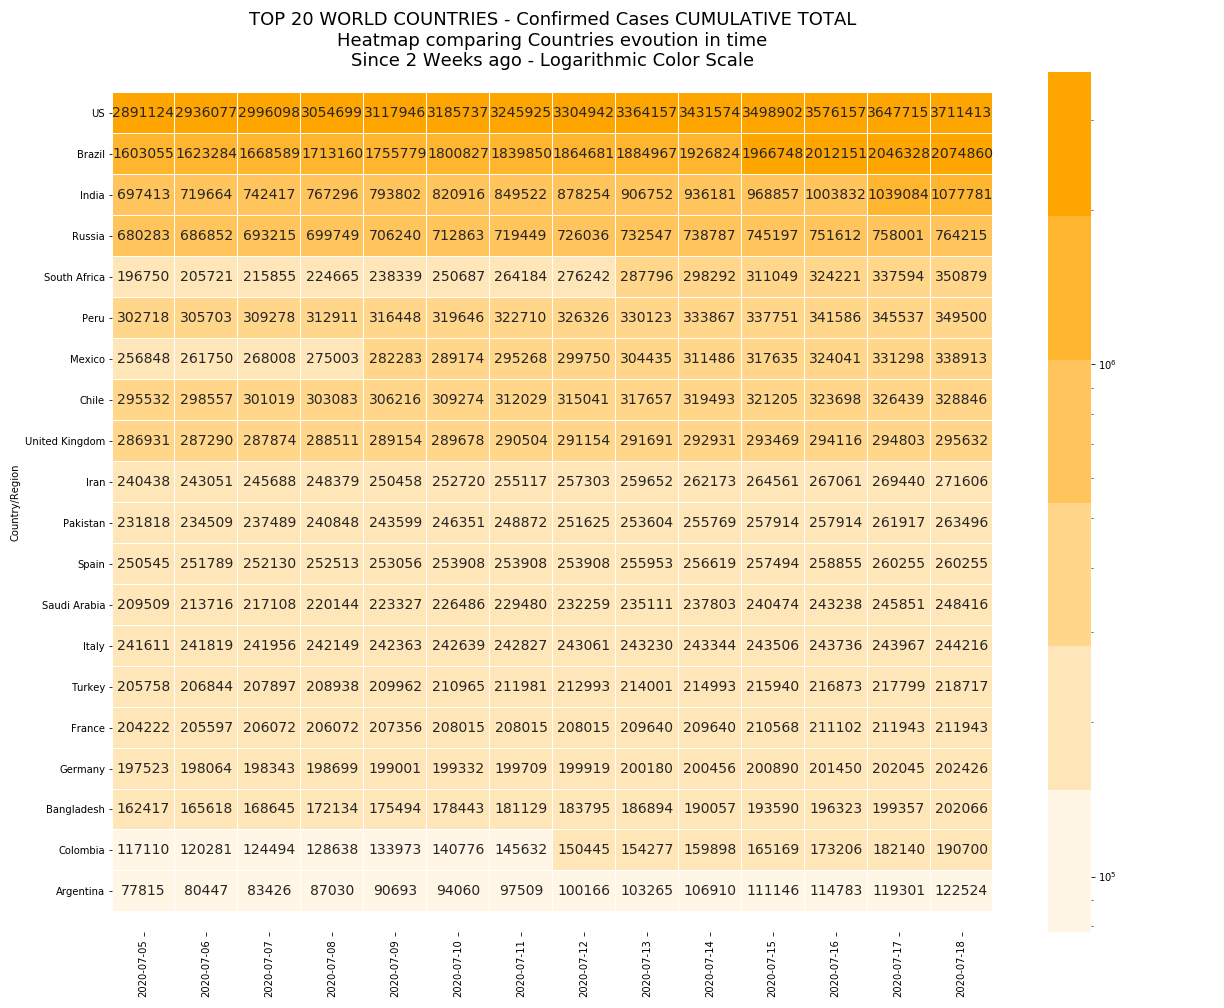 TOP 20 WORLD COUNTRIES - Confirmed Cases CUMULATIVE TOTAL
Heatmap comparing Countries evoution in time
Since 2 Weeks ago - Logarithmic Color Scale
US 2891124 2936077 2996098 3054699 3117946 3185737 3245925 3304942 3364157 3431574 3498902 3576157 3647715 3711413
Brazil 1603055 1623284 1668589 1713160 1755779 1800827 1839850 1864681 1884967 1926824 1966748 2012151 2046328 2074860
India 697413 719664 742417 767296 793802 820916 849522 878254 906752 936181 968857 1003832 1039084 1077781
Russia 680283 686852 693215 699749 706240 712863 719449 726036 732547 738787 745197 751612 758001 764215
South Africa 196750 205721 215855 224665 238339 250687 264184 276242 287796 298292 311049 324221 337594 350879
Peru 302718 305703 309278 312911 316448 319646 322710 326326 330123 333867 337751 341586 345537 349500
Mexico 256848 261750 268008 275003 282283 289174 295268 299750 304435 311486 317635 324041 331298 338913
Chile 295532 298557 301019 303083 306216 309274 312029 315041 317657 319493 321205 323698 326439 328846
United Kingdom 286931 287290 287874 288511 289154 289678 290504 291154 291691 292931 293469 294116 294803 295632
Iran 240438 243051 245688 248379 250458 252720 255117 257303 259652 262173 264561 267061 269440 271606
Pakistan 231818 234509 237489 240848 243599 246351 248872 251625 253604 255769 257914 257914 261917 263496
Spain 250545 251789 252130 252513 253056 253908 253908 253908 255953 256619 257494 258855 260255 260255
Saudi Arabia 209509 213716 217108 220144 223327 226486 229480 232259 235111 237803 240474 243238 245851 248416
Italy 241611 241819 241956 242149 242363 242639 242827 243061 243230 243344 243506 243736 243967 244216
Turkey 205758 206844 207897 208938 209962 210965 211981 212993 214001 214993 215940 216873 217799 218717
France 204222 205597 206072 206072 207356 208015 208015 208015 209640 209640 210568 211102 211943 211943
Germany 197523 198064 198343 198699 199001 199332 199709 199919 200180 200456 200890 201450 202045 202426
Bangladesh 162417 165618 168645 172134 175494 178443 181129 183795 186894 190057 193590 196323 199357 202066
Colombia 117110 120281 124494 128638 133973 140776 145632 150445 154277 159898 165169 173206 182140 190700
Argentina 77815 80447 83426 87030 90693 94060 97509 100166 103265 106910 111146 114783 119301 122524
2020-07-05 2020-07-06 2020-07-07 2020-07-08 2020-07-09 2020-07-10 2020-07-11 2020-07-12 2020-07-13 2020-07-14 2020-07-15 2020-07-16 2020-07-17 2020-07-18
Country/Region
10⁶
10⁵